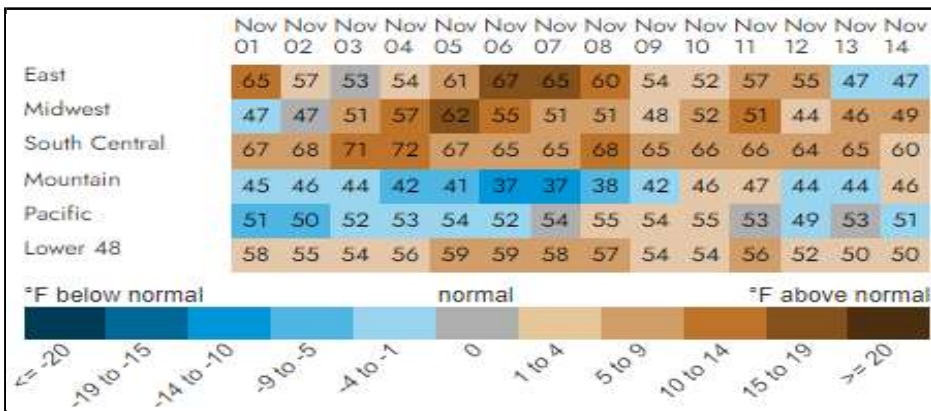 Nov Nov Nov Nov Nov Nov Nov Nov Nov Nov Nov Nov Nov Nov
01 02 03 04 05 06 07 08 09 10 11 12 13 14
East 65 57 53 54 61 67 65 60 54 52 57 55 47 47
Midwest 47 47 51 57 62 55 51 51 48 52 51 44 46 49
South Central 67 68 71 72 67 65 65 68 65 66 66 64 65 60
Mountain 45 46 44 42 41 37 37 38 42 46 47 44 44 46
Pacific 51 50 52 53 54 52 54 55 54 55 53 49 53 51
Lower 48 58 55 54 56 59 59 58 57 54 54 56 52 50 50
°F below normal normal °F above normal
<= -20 -19 to -15 -14 to -10 -9 to -5 -4 to -1 0 1 to 4 5 to 9 10 to 14 15 to 19 >= 20